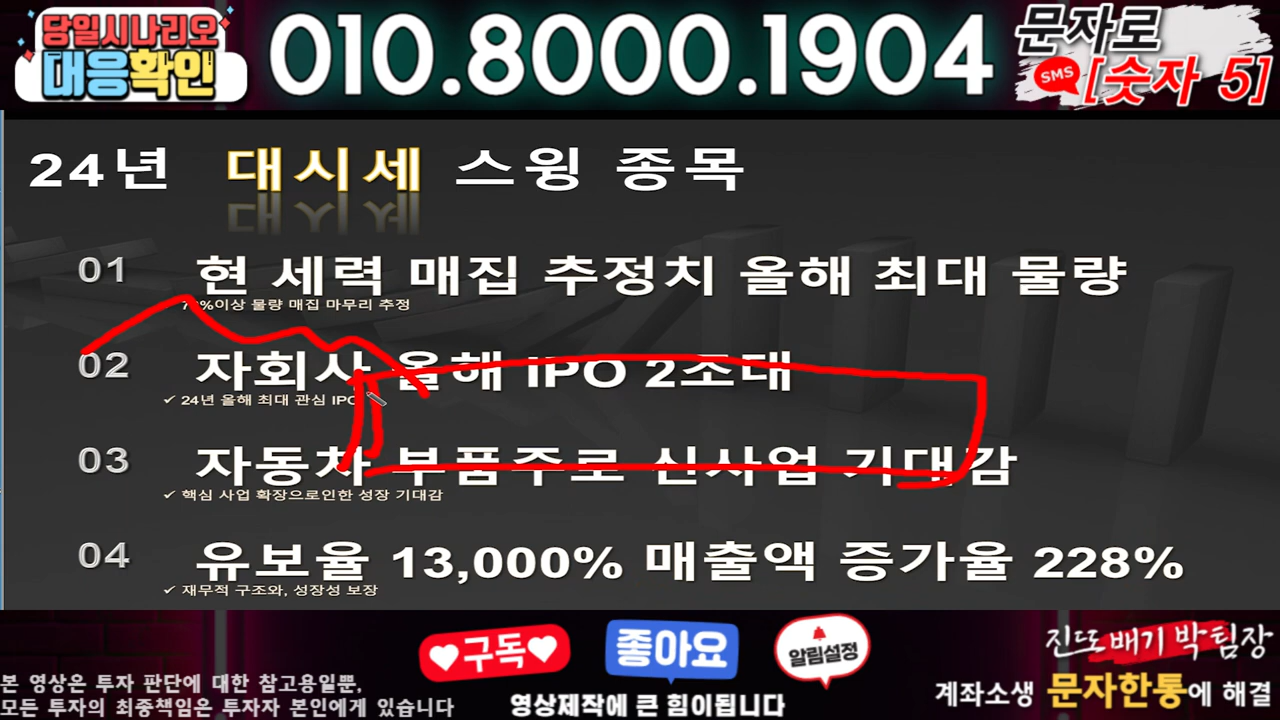 당일시나리오
대응확인
010.8000.1904
문자로
SMS [숫자 5]
24년 대시세 스윙 종목
01 현 세력 매집 추정치 올해 최대 물량
%이상 물량 매집 마무리 추정
02 자회사 올해 IPO 2조대
✓ 24년 올해 최대 관심 IPO
03 자동차 부품주로 신사업 기대감
✓ 핵심 사업 확장으로인한 성장 기대감
04 유보율 13,000% 매출액 증가율 228%
✓ 재무적 구조와, 성장성 보장
구독
좋아요
알림설정
영상제작에 큰 힘이됩니다
본 영상은 투자 판단에 대한 참고용일뿐,
모든 투자의 최종책임은 투자자 본인에게 있습니다
진또배기 박팀장
계좌소생 문자한통에 해결